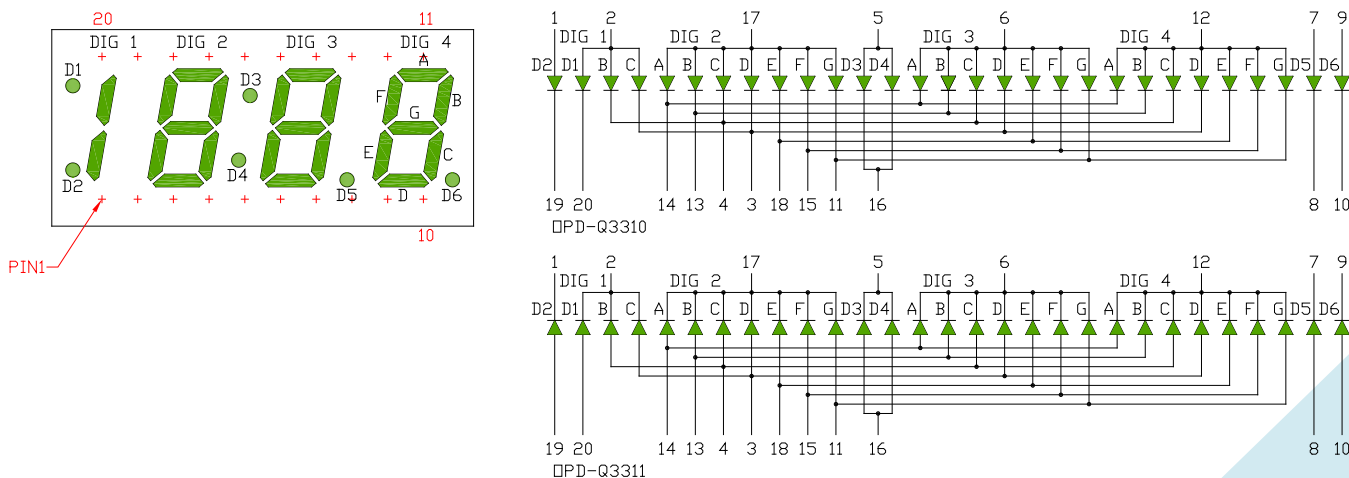 20 11
DIG 1 DIG 2 DIG 3 DIG 4
D1 D3 A
F B
G
E C
D2 D4 D5 D D6
10
PIN1
1 2 17 5 6 12 7 9
DIG 1 DIG 2 DIG 3 DIG 4
D2 D1 B C A B C D E F G D3 D4 A B C D E F G A B C D E F G D5 D6
19 20 14 13 4 3 18 15 11 16 8 10
OPD-Q3310
1 2 17 5 6 12 7 9
DIG 1 DIG 2 DIG 3 DIG 4
D2 D1 B C A B C D E F G D3 D4 A B C D E F G A B C D E F G D5 D6
19 20 14 13 4 3 18 15 11 16 8 10
OPD-Q3311